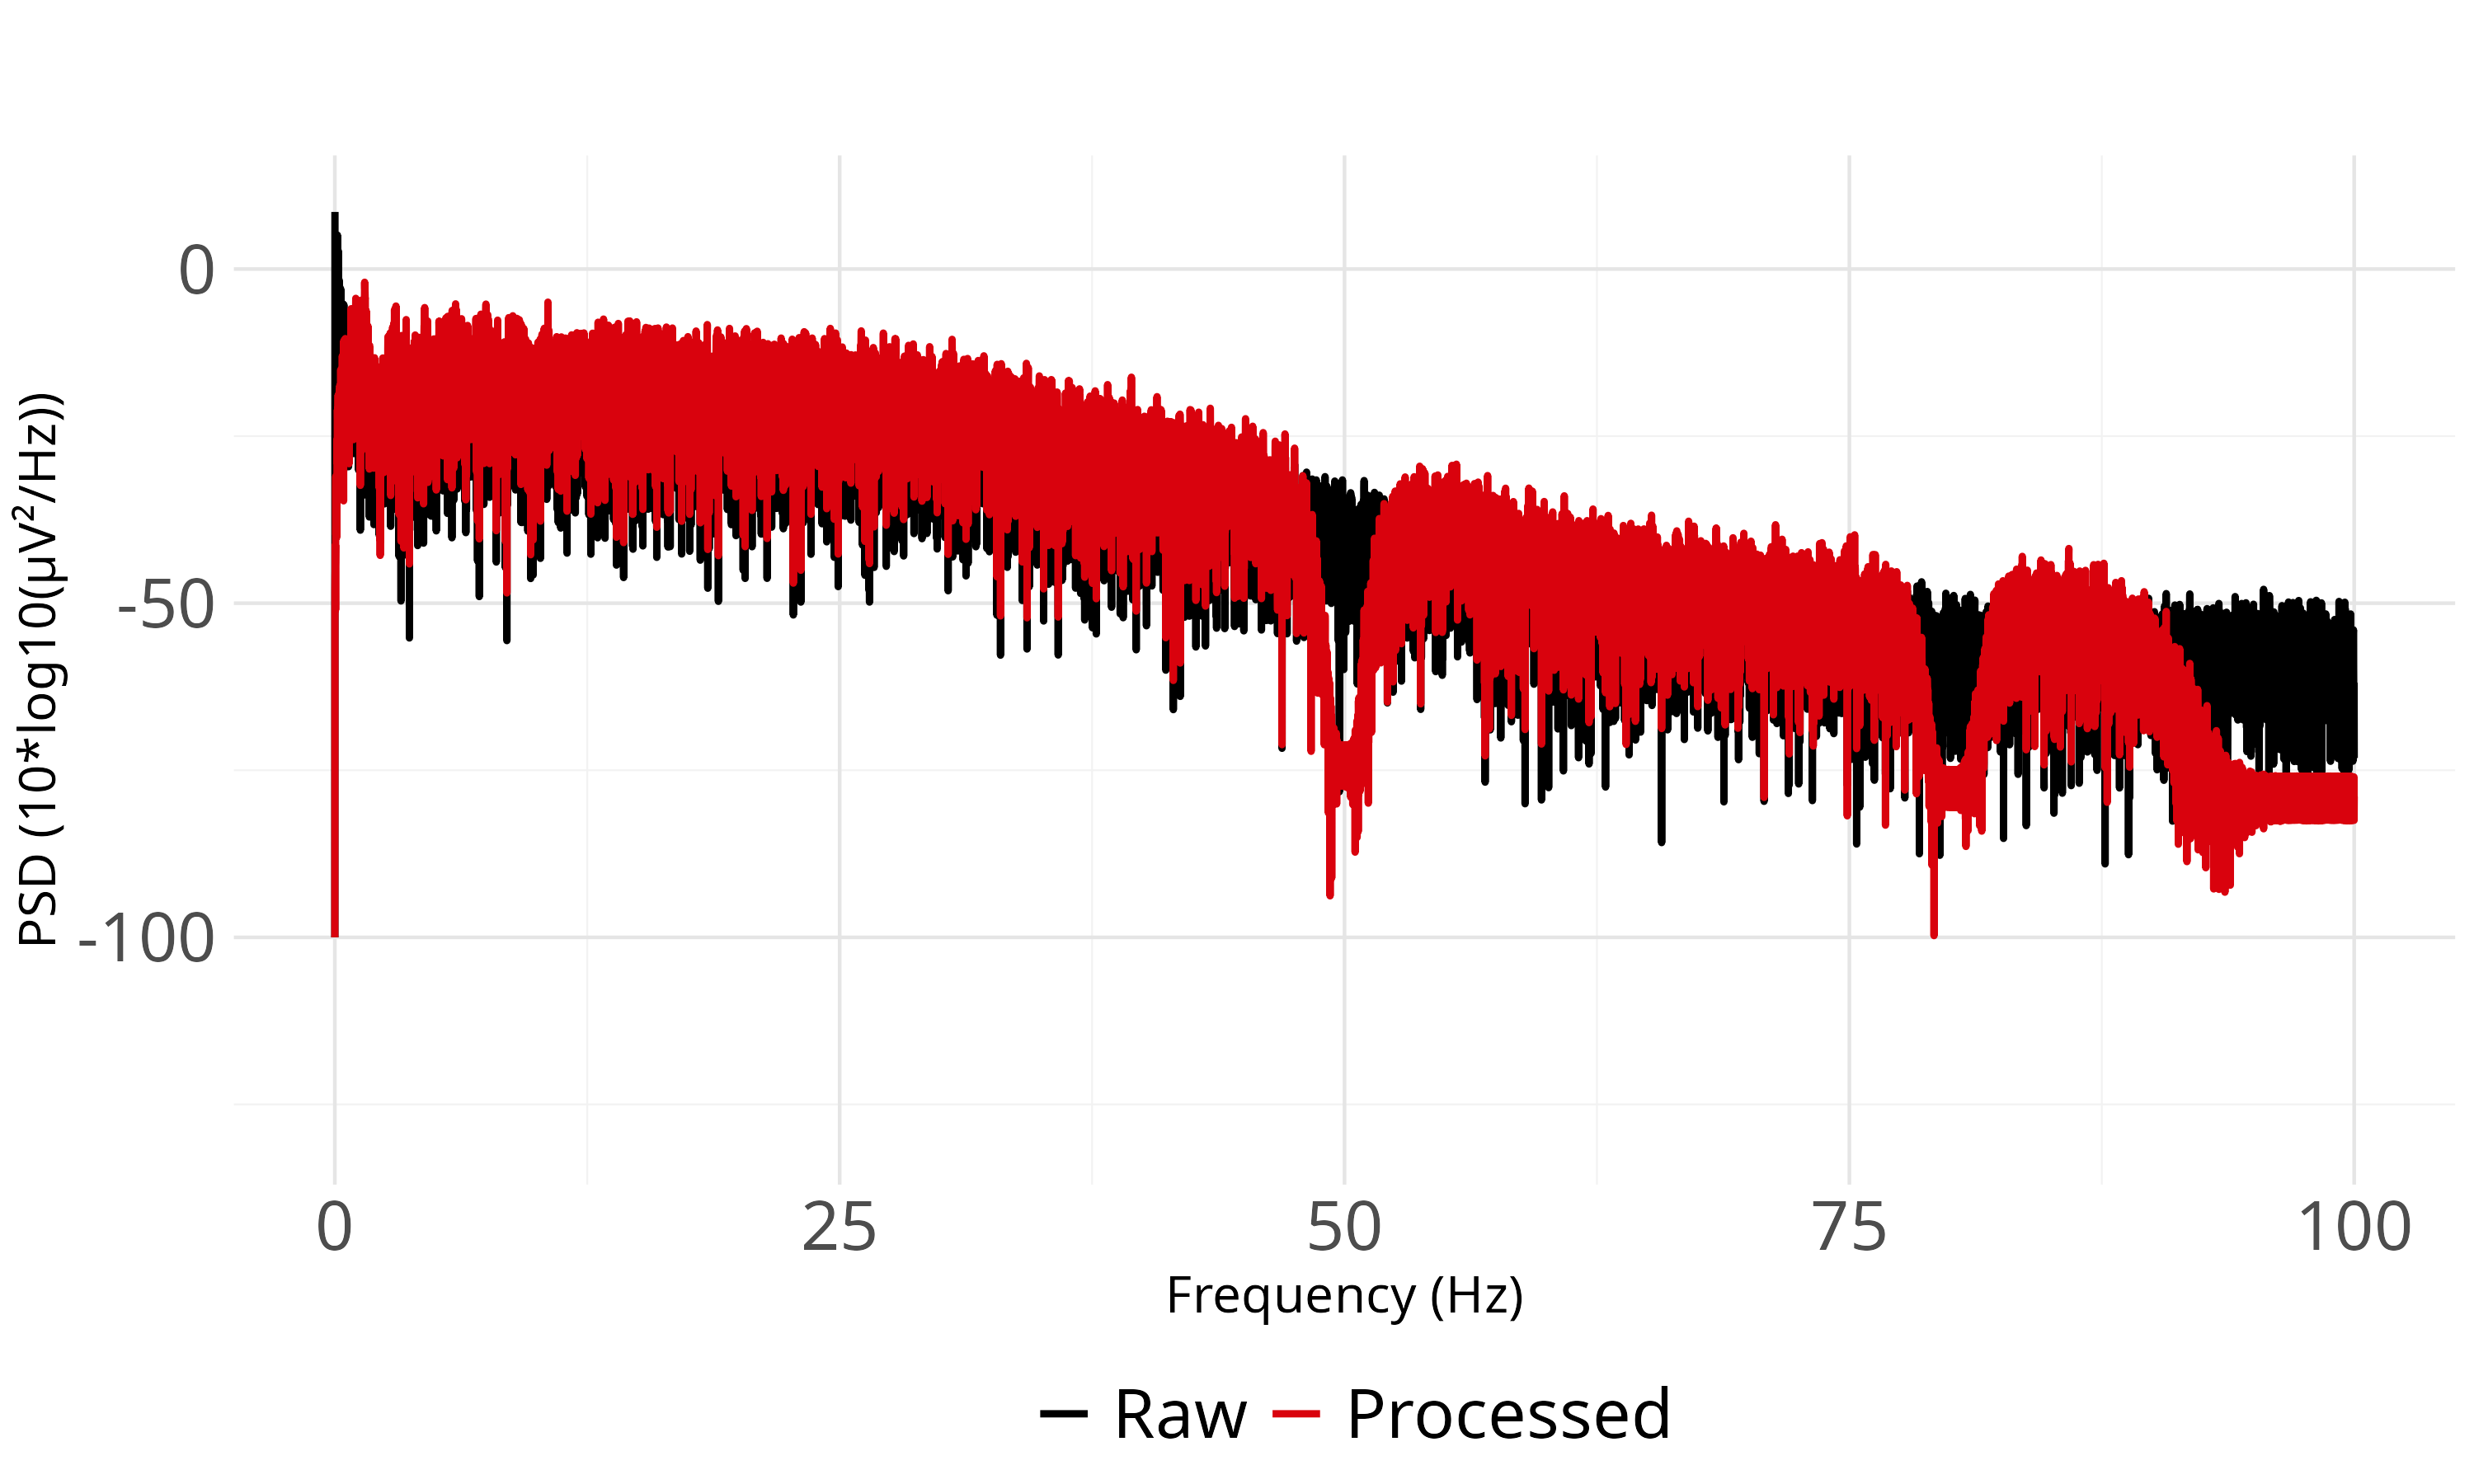 0
-50
-100
PSD (10*log10(µV²/Hz)))
0 25 50 75 100
Frequency (Hz)
Raw Processed